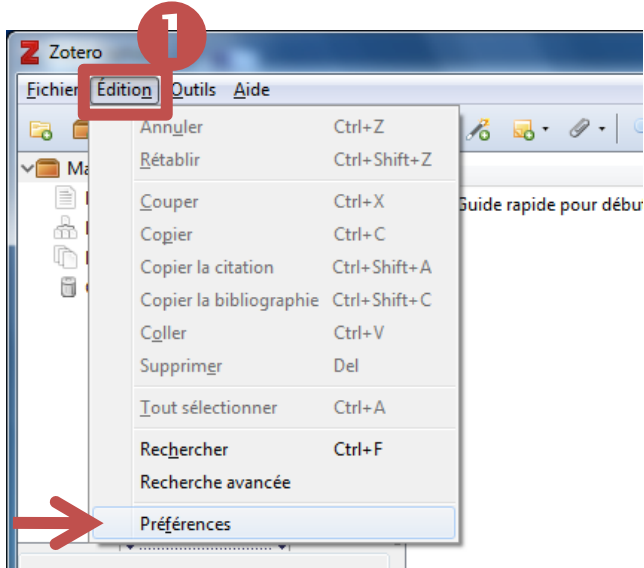 1
Zotero
Fichier Édition Outils Aide
Annuler Ctrl+Z
Rétablir Ctrl+Shift+Z
Couper Ctrl+X
Guide rapide pour débu
Copier Ctrl+C
Copier la citation Ctrl+Shift+A
Copier la bibliographie Ctrl+Shift+C
Coller Ctrl+V
Supprimer Del
Tout sélectionner Ctrl+A
Rechercher Ctrl+F
Recherche avancée
Préférences